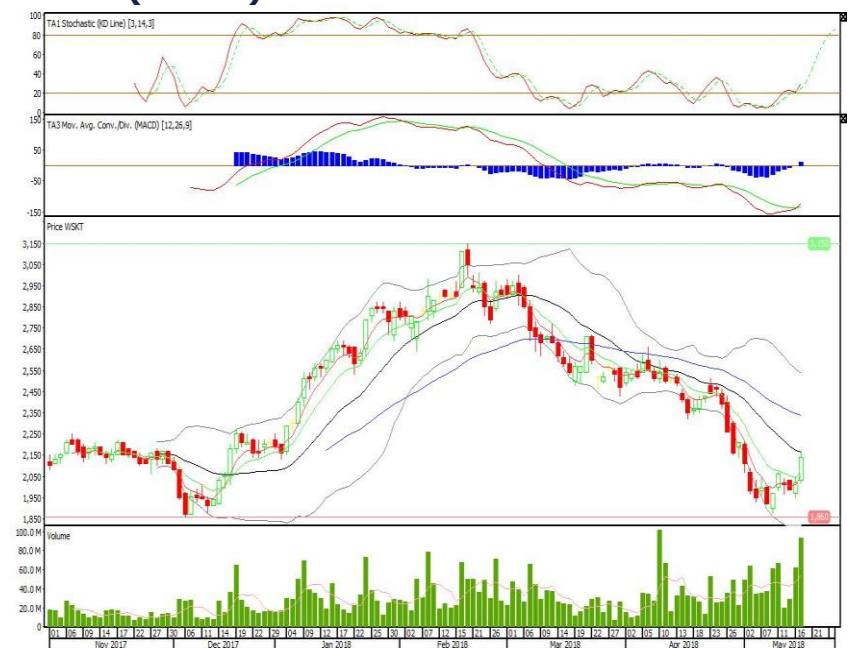 TA1 Stochastic (KD Line) [3,14,3]
100
80
60
40
20
0
TA3 Mov. Avg. Conv./Div. (MACD) [12,26,9]
150
50
-50
-150
Price WSKT
3,150
3,150
3,050
2,950
2,850
2,750
2,650
2,550
2,450
2,350
2,250
2,150
2,050
1,950
1,850
1,860
Volume
100.0 M
80.0 M
60.0 M
40.0 M
20.0 M
0.0
01 06 09 14 17 22 27 30 06 11 14 19 22 29 04 09 12 17 22 25 30 02 07 12 15 21 26 01 06 09 14 19 22 27 02 05 10 13 18 23 26 02 07 11 16 21
Nov 2017 Dec 2017 Jan 2018 Feb 2018 Mar 2018 Apr 2018 May 2018